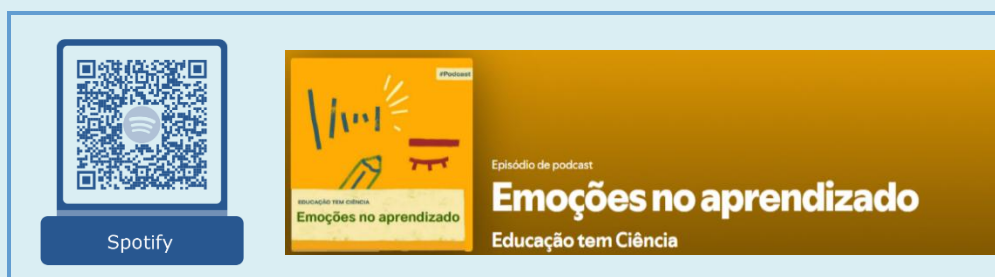 Spotify
#Podcast
EDUCAÇÃO TEM CIÊNCIA
Emoções no aprendizado
Episódio de podcast
Emoções no aprendizado
Educação tem Ciência